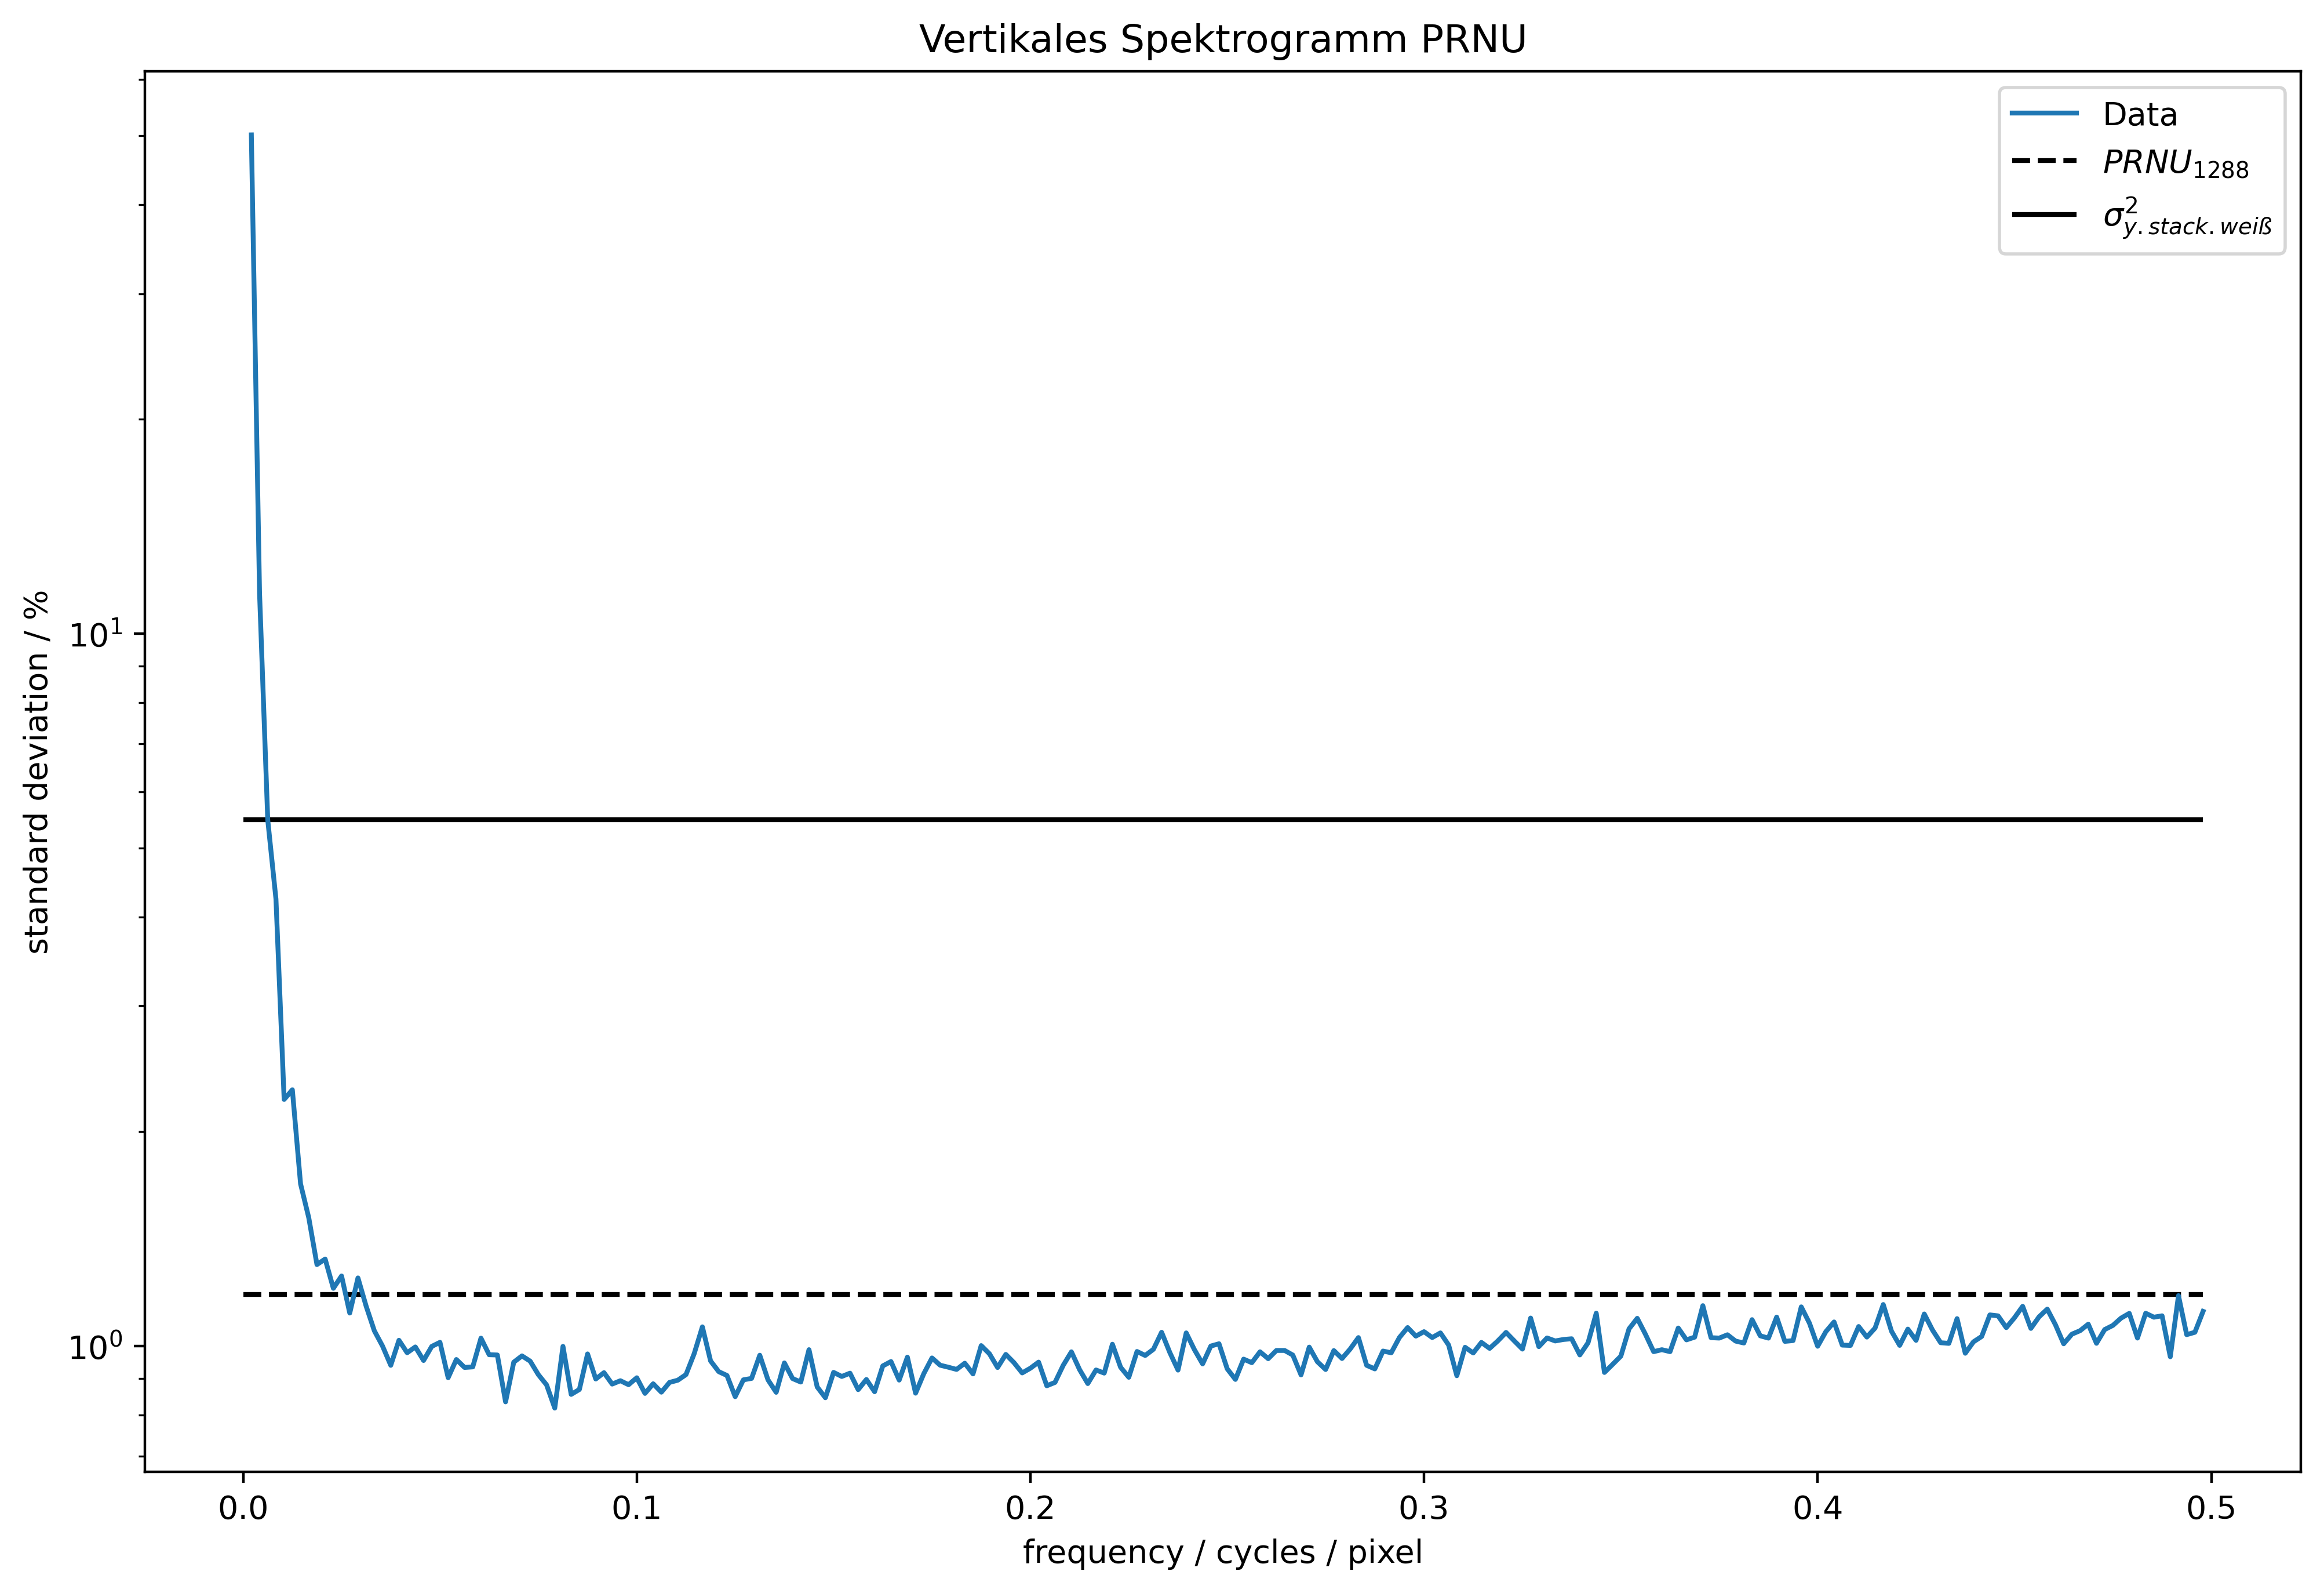 Vertikales Spektrogramm PRNU
Data
PRNU₁₂₈₈
σ²y.stack.weiß
standard deviation / %
10¹
10⁰
0.0 0.1 0.2 0.3 0.4 0.5
frequency / cycles / pixel